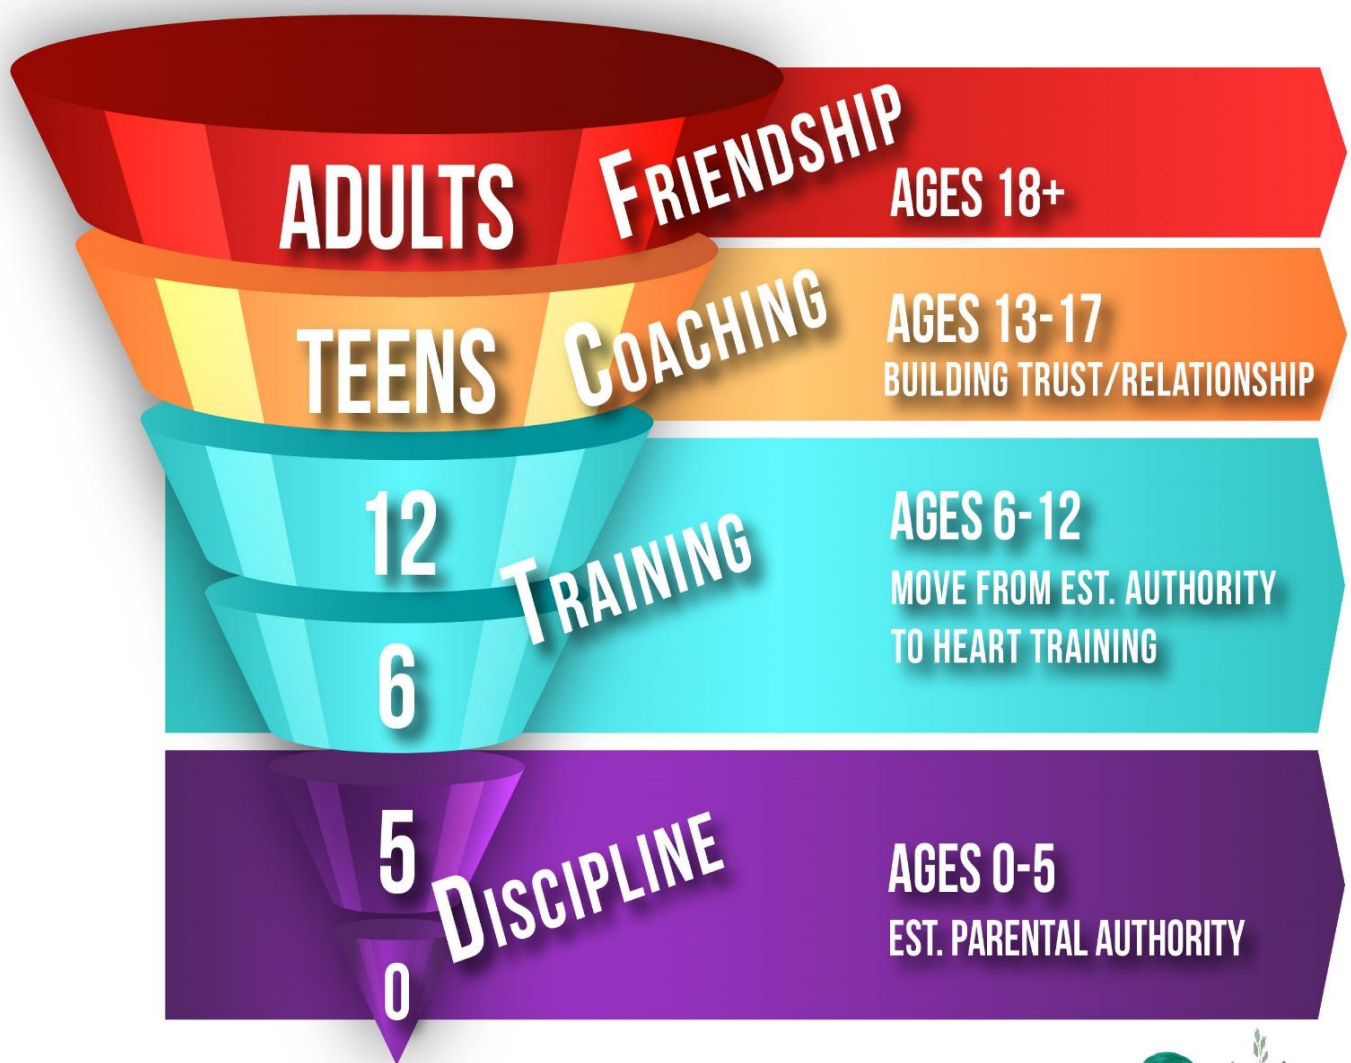 ADULTS
FRIENDSHIP
AGES 18+
TEENS
COACHING
AGES 13-17
BUILDING TRUST/RELATIONSHIP
12
6
TRAINING
AGES 6-12
MOVE FROM EST. AUTHORITY
TO HEART TRAINING
5
0
DISCIPLINE
AGES 0-5
EST. PARENTAL AUTHORITY